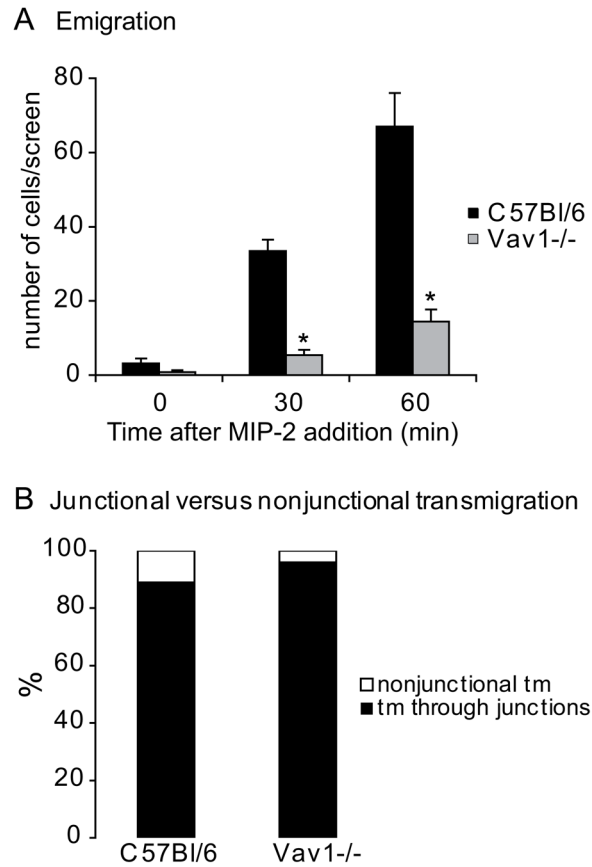 A Emigration
number of cells/screen
80
60
40
20
0
*
*
C57Bl/6
Vav1-/-
0 30 60
Time after MIP-2 addition (min)
B Junctional versus nonjunctional transmigration
%
100
80
60
40
20
0
nonjunctional tm
tm through junctions
C57Bl/6 Vav1-/-